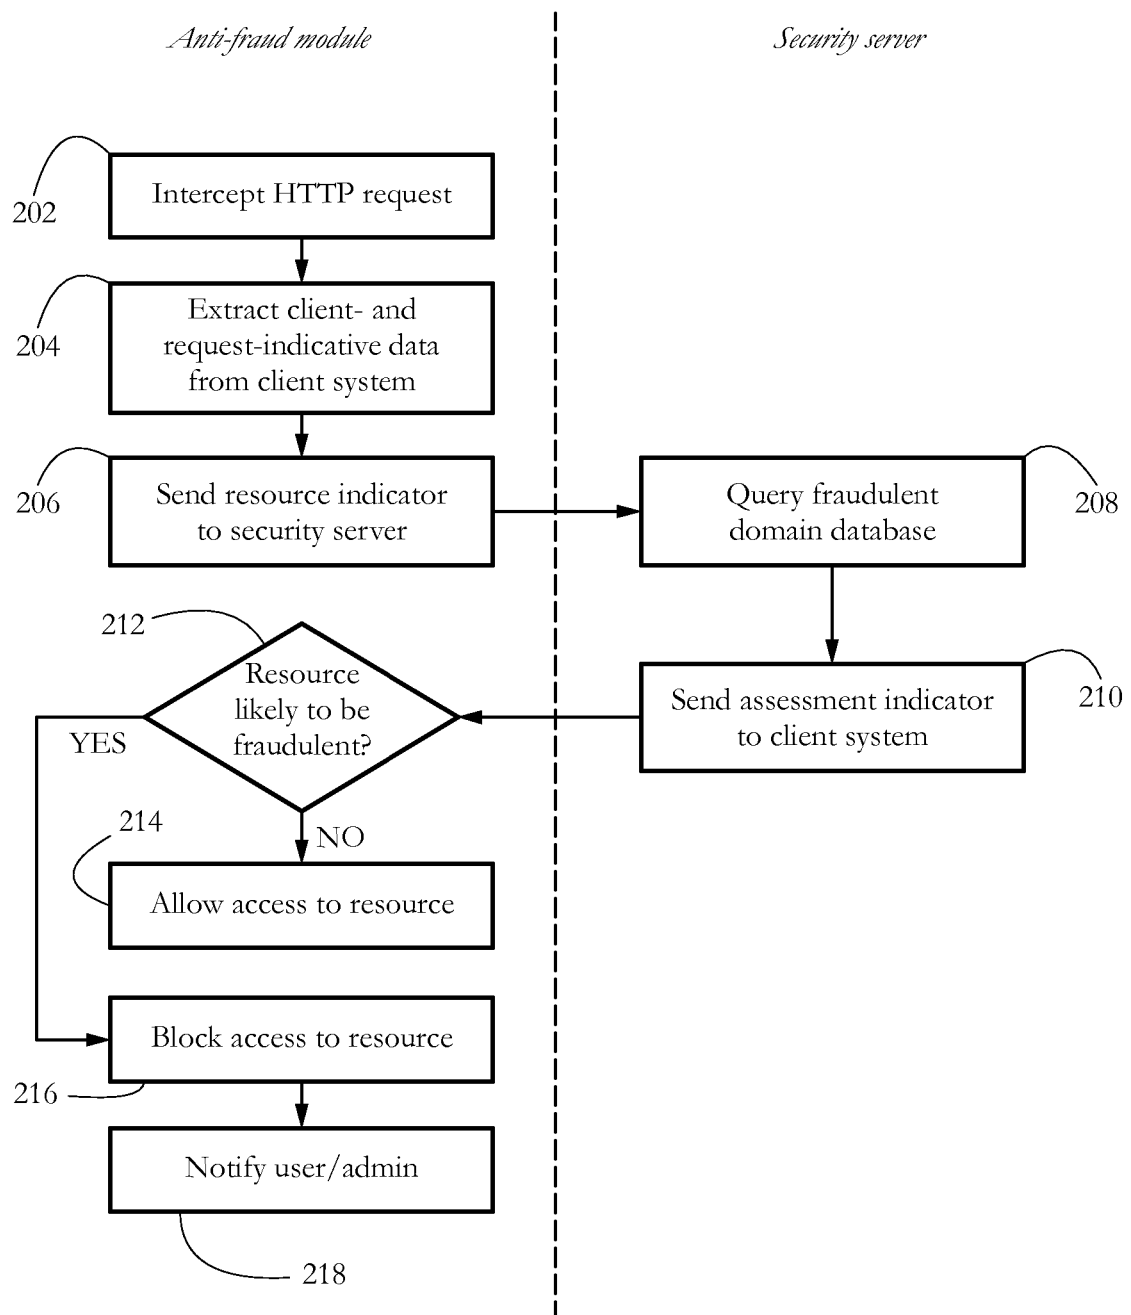 Anti-fraud module
Security server
202
Intercept HTTP request
204
Extract client- and
request-indicative data
from client system
206
Send resource indicator
to security server
208
Query fraudulent
domain database
210
Send assessment indicator
to client system
212
Resource
likely to be
fraudulent?
YES
NO
214
Allow access to resource
216
Block access to resource
Notify user/admin
218